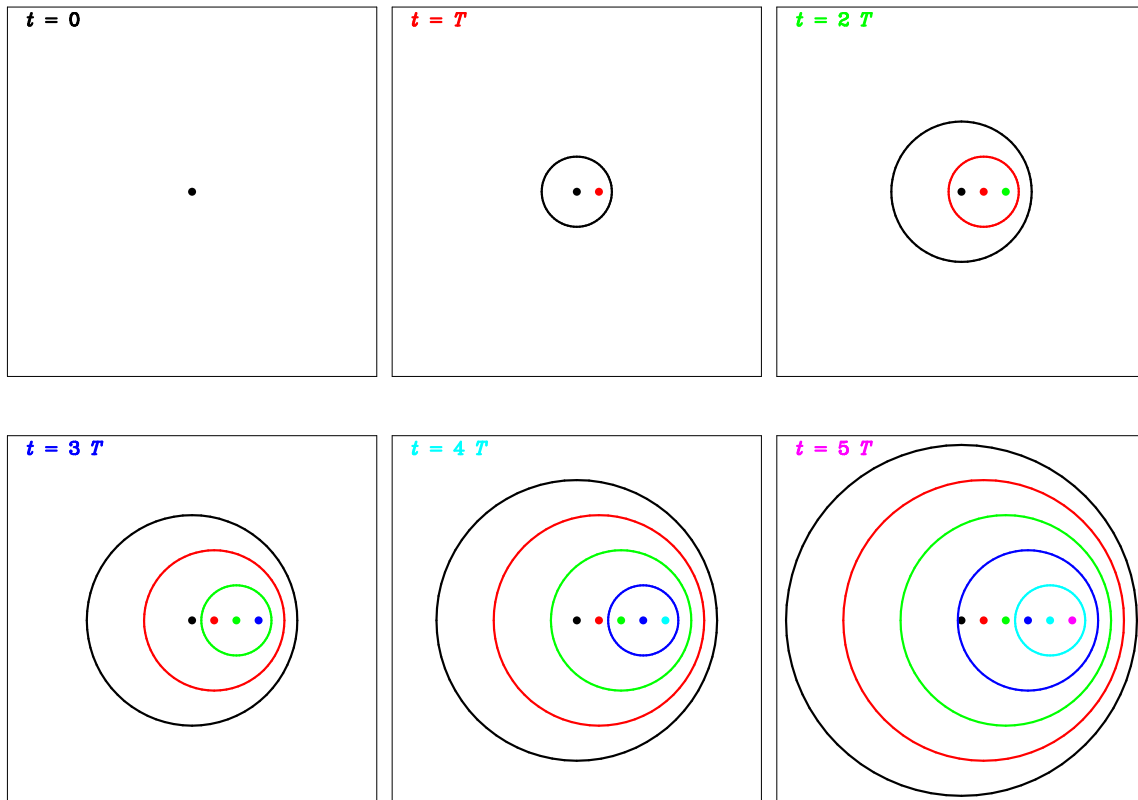 t = 0
t = T
t = 2 T
t = 3 T
t = 4 T
t = 5 T